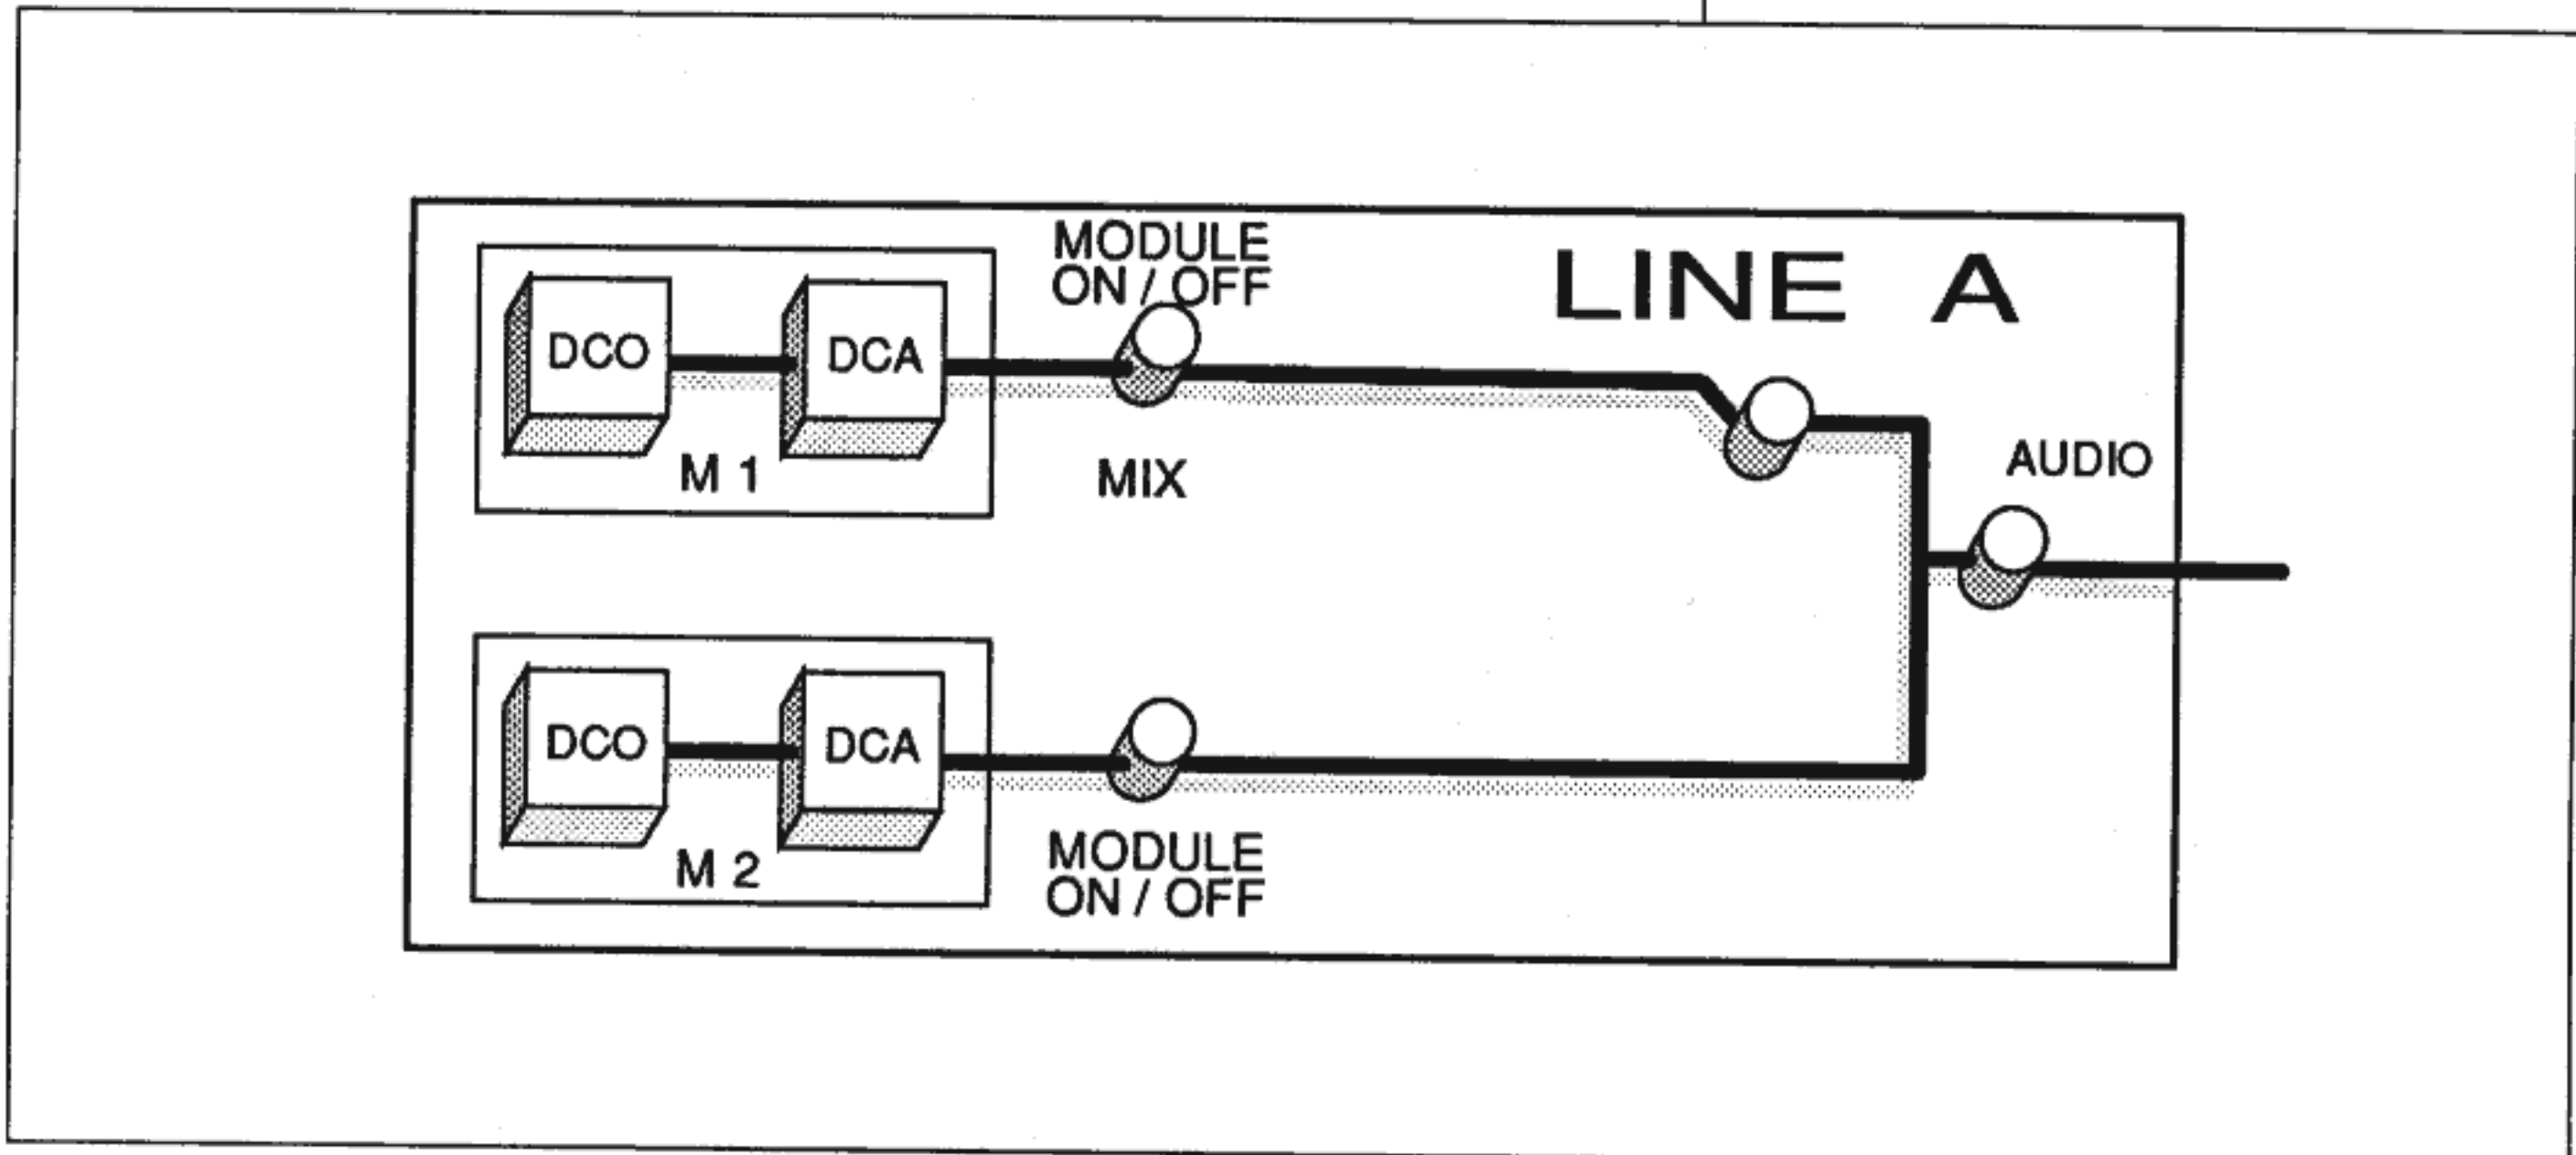 MODULE
ON / OFF
LINE A
DCO
DCA
M 1
MIX
AUDIO
DCO
DCA
M 2
MODULE
ON / OFF